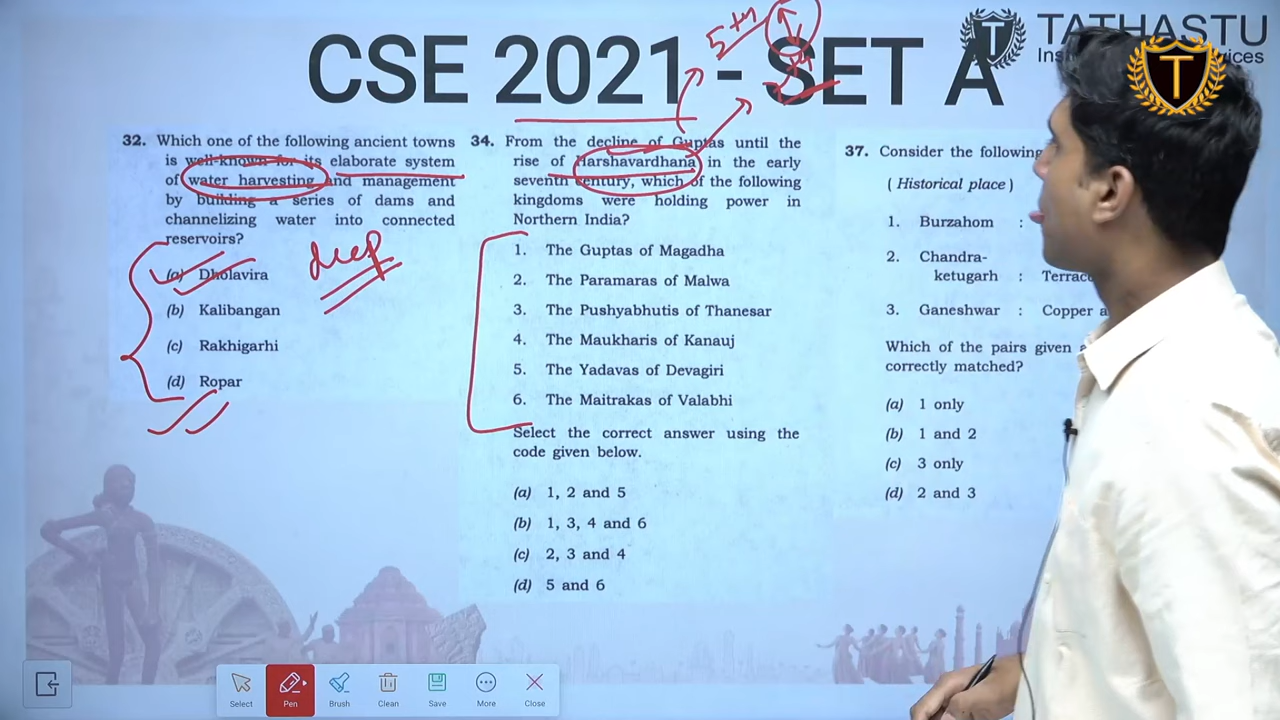 CSE 2021 - SET A
TATHASTU
5th
32. Which one of the following ancient towns
is well-known for its elaborate system
of water harvesting and management
by building a series of dams and
channelizing water into connected
reservoirs?
(a) Dholavira
(b) Kalibangan
(c) Rakhigarhi
(d) Ropar
deep
34. From the decline of Guptas until the
rise of Harshavardhana in the early
seventh century, which of the following
kingdoms were holding power in
Northern India?
1. The Guptas of Magadha
2. The Paramaras of Malwa
3. The Pushyabhutis of Thanesar
4. The Maukharis of Kanauj
5. The Yadavas of Devagiri
6. The Maitrakas of Valabhi
Select the correct answer using the
code given below.
(a) 1, 2 and 5
(b) 1, 3, 4 and 6
(c) 2, 3 and 4
(d) 5 and 6
37. Consider the following
( Historical place )
1. Burzahom :
2. Chandra-
ketugarh : Terrac
3. Ganeshwar : Copper a
Which of the pairs given
correctly matched?
(a) 1 only
(b) 1 and 2
(c) 3 only
(d) 2 and 3
Select
Pen
Brush
Clean
Save
More
Close
T